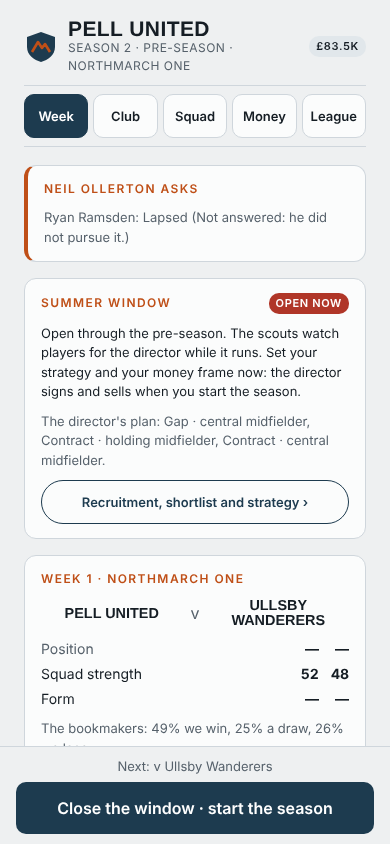 PELL UNITED
SEASON 2 · PRE-SEASON ·
NORTHMARCH ONE
£83.5K
Week
Club
Squad
Money
League
NEIL OLLERTON ASKS
Ryan Ramsden: Lapsed (Not answered: he did
not pursue it.)
SUMMER WINDOW
OPEN NOW
Open through the pre-season. The scouts watch
players for the director while it runs. Set your
strategy and your money frame now: the director
signs and sells when you start the season.
The director's plan: Gap · central midfielder,
Contract · holding midfielder, Contract · central
midfielder.
Recruitment, shortlist and strategy ›
WEEK 1 · NORTHMARCH ONE
PELL UNITED v ULLSBY
WANDERERS
Position — —
Squad strength 52 48
Form — —
The bookmakers: 49% we win, 25% a draw, 26%
Next: v Ullsby Wanderers
Close the window · start the season